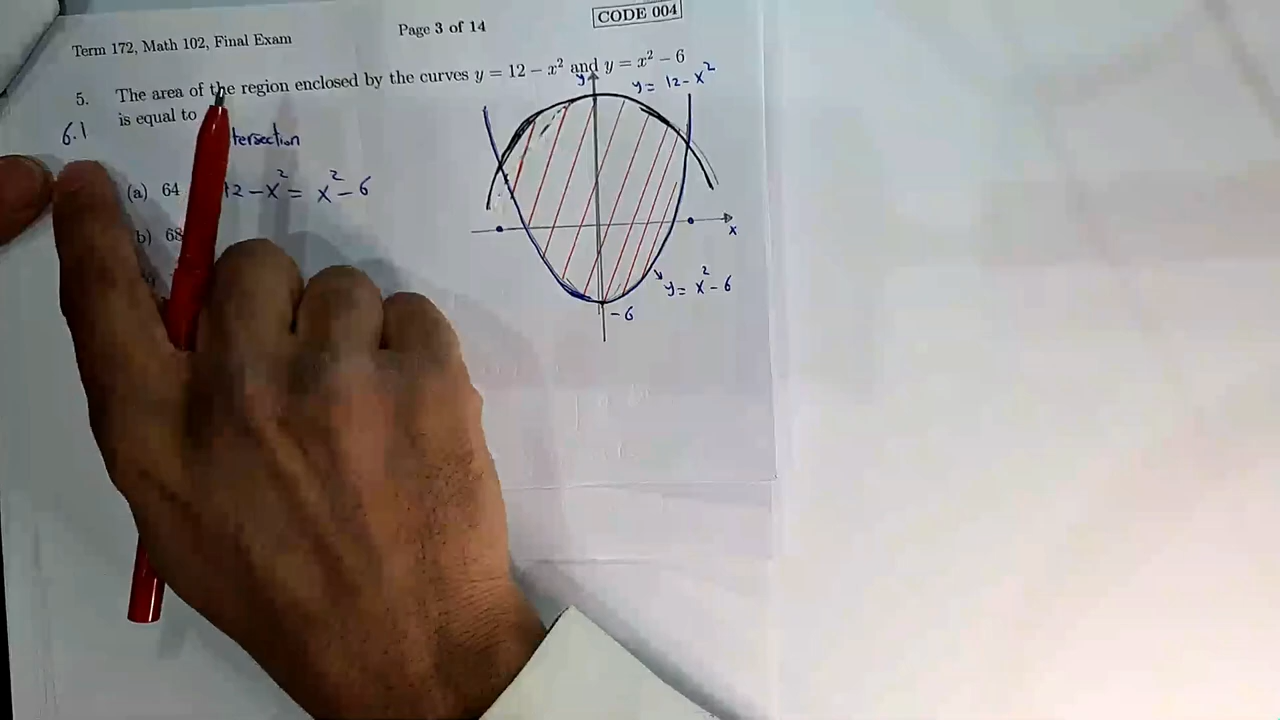 Term 172, Math 102, Final Exam
Page 3 of 14
CODE 004
5. The area of the region enclosed by the curves y = 12 − x² and y = x² − 6
is equal to
6.1
tersection
(a) 64
12 − x² = x² − 6
b) 68
y
y = 12 - x²
x
y = x² - 6
-6